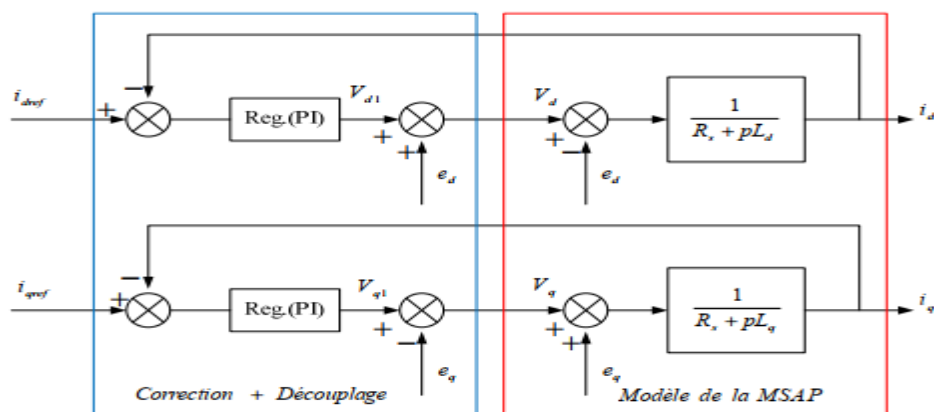 i_dref
+
−
Reg.(PI)
V_d1
+
+
e_d
V_d
+
−
e_d
1
R_s + pL_d
i_d
i_qref
+
−
Reg.(PI)
V_q1
+
−
e_q
V_q
+
+
e_q
1
R_s + pL_q
i_q
Correction + Découplage
Modèle de la MSAP